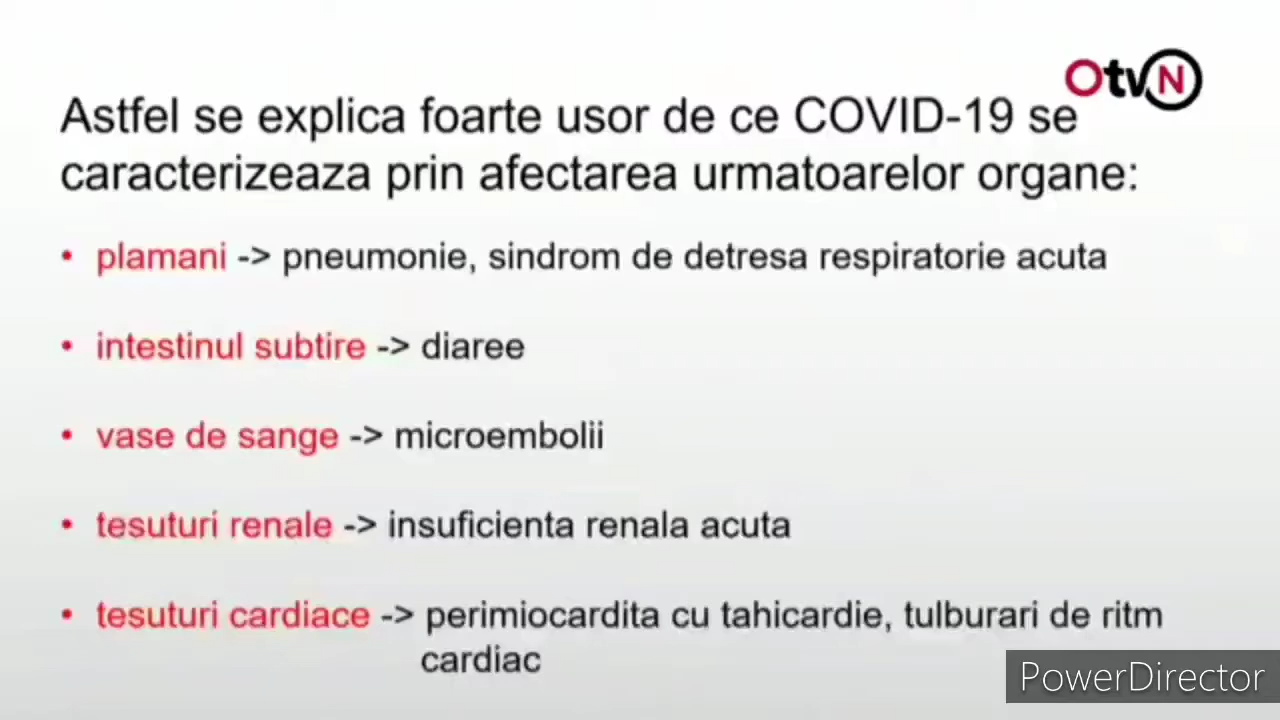 OtvN
Astfel se explica foarte usor de ce COVID-19 se
caracterizeaza prin afectarea urmatoarelor organe:
• plamani -> pneumonie, sindrom de detresa respiratorie acuta
• intestinul subtire -> diaree
• vase de sange -> microembolii
• tesuturi renale -> insuficienta renala acuta
• tesuturi cardiace -> perimiocardita cu tahicardie, tulburari de ritm
cardiac
PowerDirector